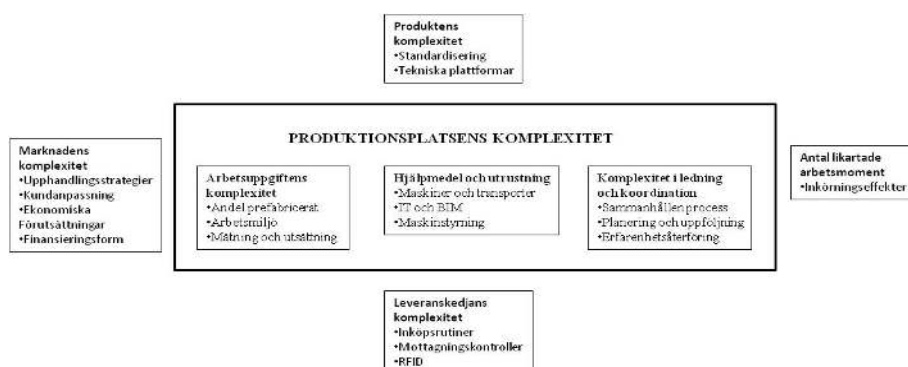 Produktens
komplexitet
•Standardisering
•Tekniska plattformar
PRODUKTIONSPLATSENS KOMPLEXITET
Marknadens
komplexitet
•Upphandlingsstrategier
•Kundanpassning
•Ekonomiska
Förutsättningar
•Finansieringsform
Arbetsuppgiftens
komplexitet
•Andel prefabricerat
•Arbetsmiljö
•Mätning och utsättning
Hjälpmedel och utrustning
•Maskiner och transporter
•IT och BIM
•Maskinstyrning
Komplexitet i ledning
och koordination
•Sammanhållen process
•Planering och uppföljning
•Erfarenhetsåterföring
Antal likartade
arbetsmoment
•Inkörningseffekter
Leveranskedjans
komplexitet
•Inköpsrutiner
•Mottagningskontroller
•RFID